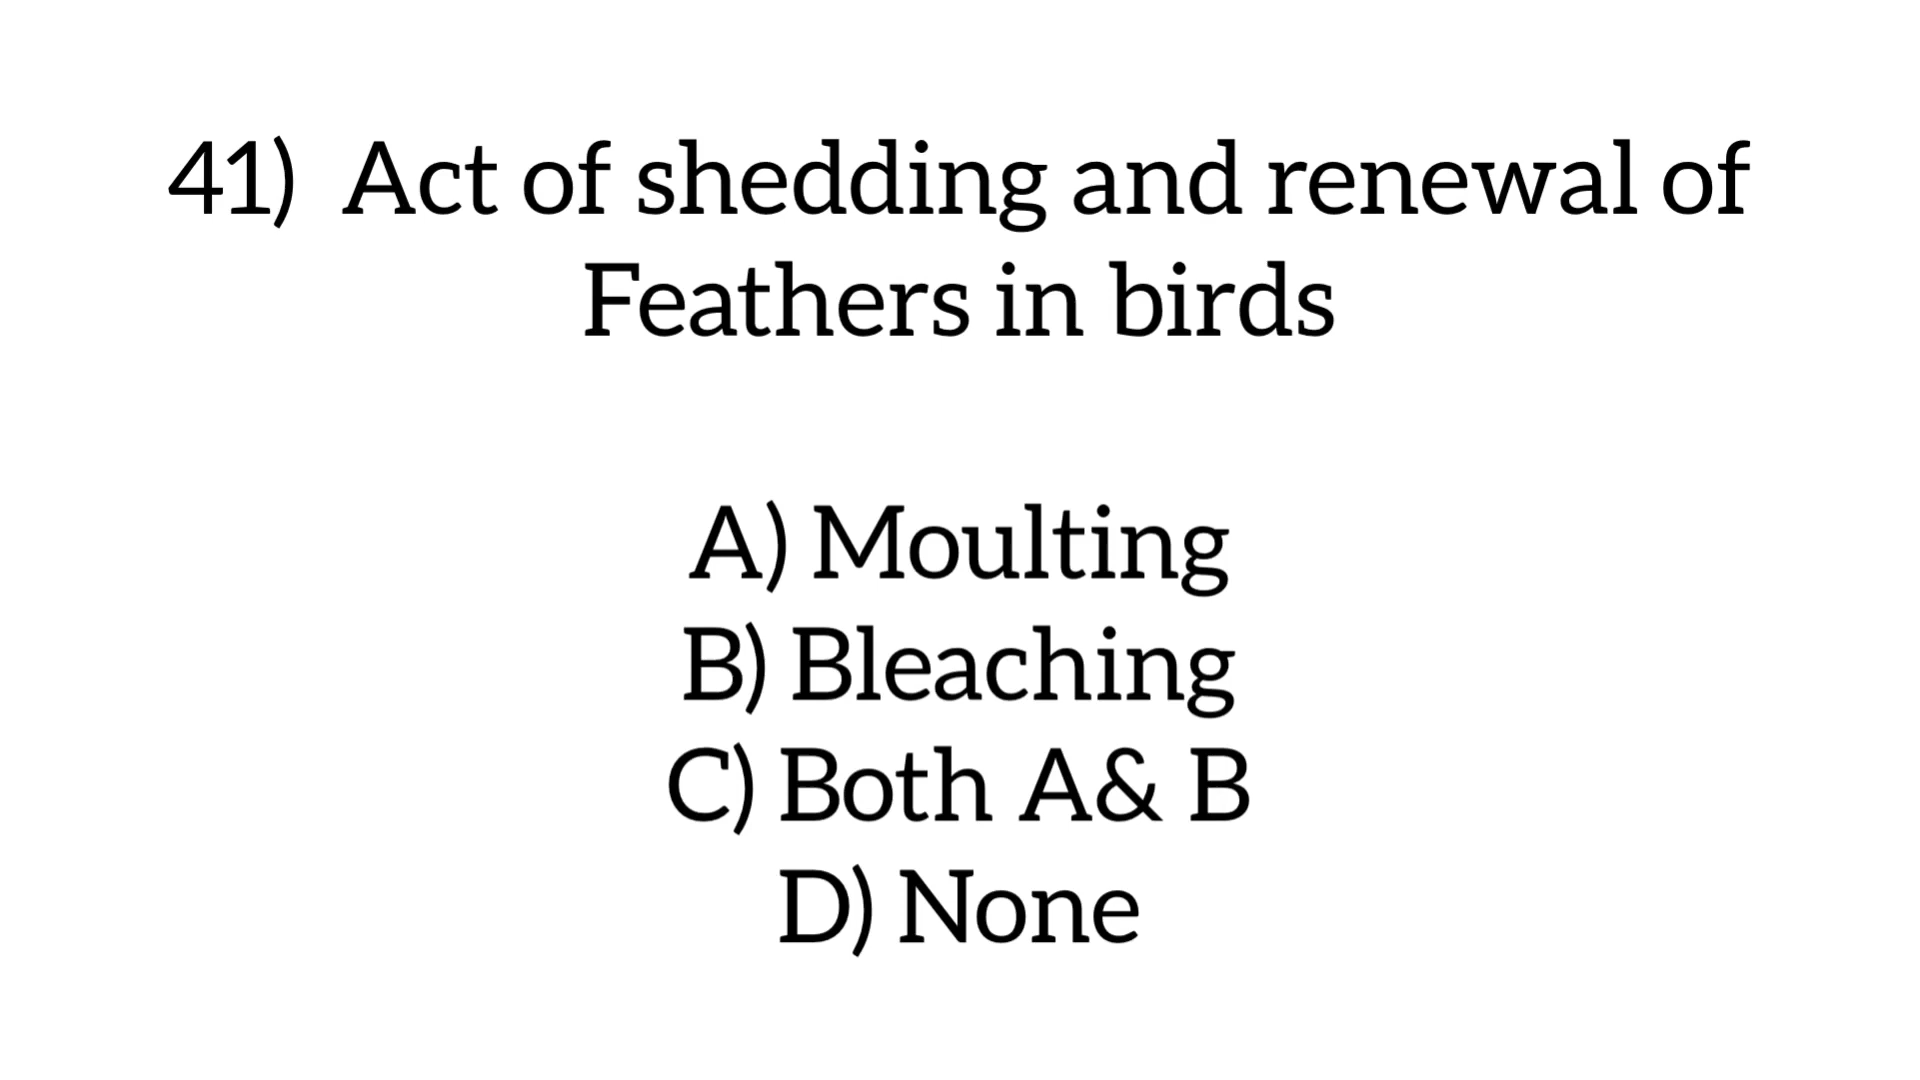 41)  Act of shedding and renewal of
Feathers in birds
A) Moulting
B) Bleaching
C) Both A& B
D) None